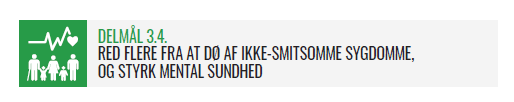 DELMÅL 3.4.
RED FLERE FRA AT DØ AF IKKE-SMITSOMME SYGDOMME,
OG STYRK MENTAL SUNDHED